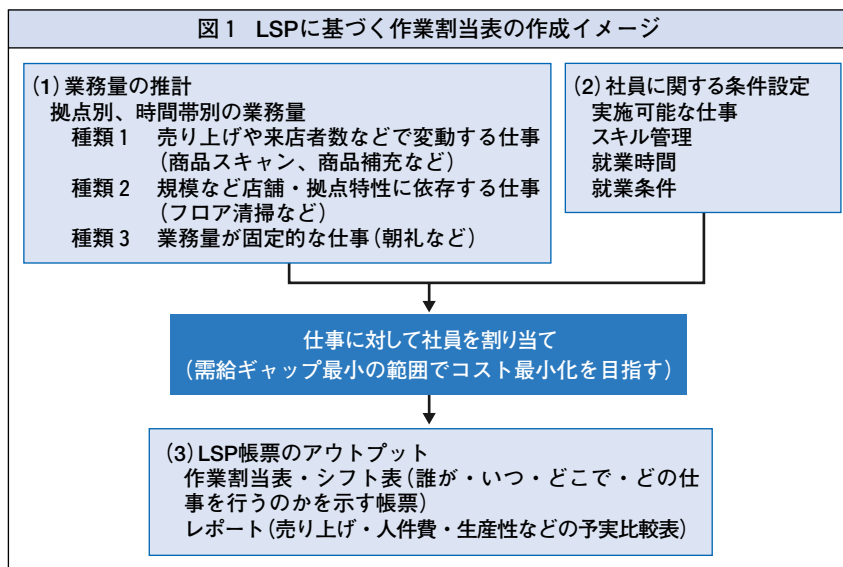 図1 LSPに基づく作業割当表の作成イメージ
(1)業務量の推計
拠点別、時間帯別の業務量
種類1 売り上げや来店者数などで変動する仕事
(商品スキャン、商品補充など)
種類2 規模など店舗・拠点特性に依存する仕事
(フロア清掃など)
種類3 業務量が固定的な仕事(朝礼など)
(2)社員に関する条件設定
実施可能な仕事
スキル管理
就業時間
就業条件
仕事に対して社員を割り当て
(需給ギャップ最小の範囲でコスト最小化を目指す)
(3)LSP帳票のアウトプット
作業割当表・シフト表(誰が・いつ・どこで・どの仕
事を行うのかを示す帳票)
レポート(売り上げ・人件費・生産性などの予実比較表)